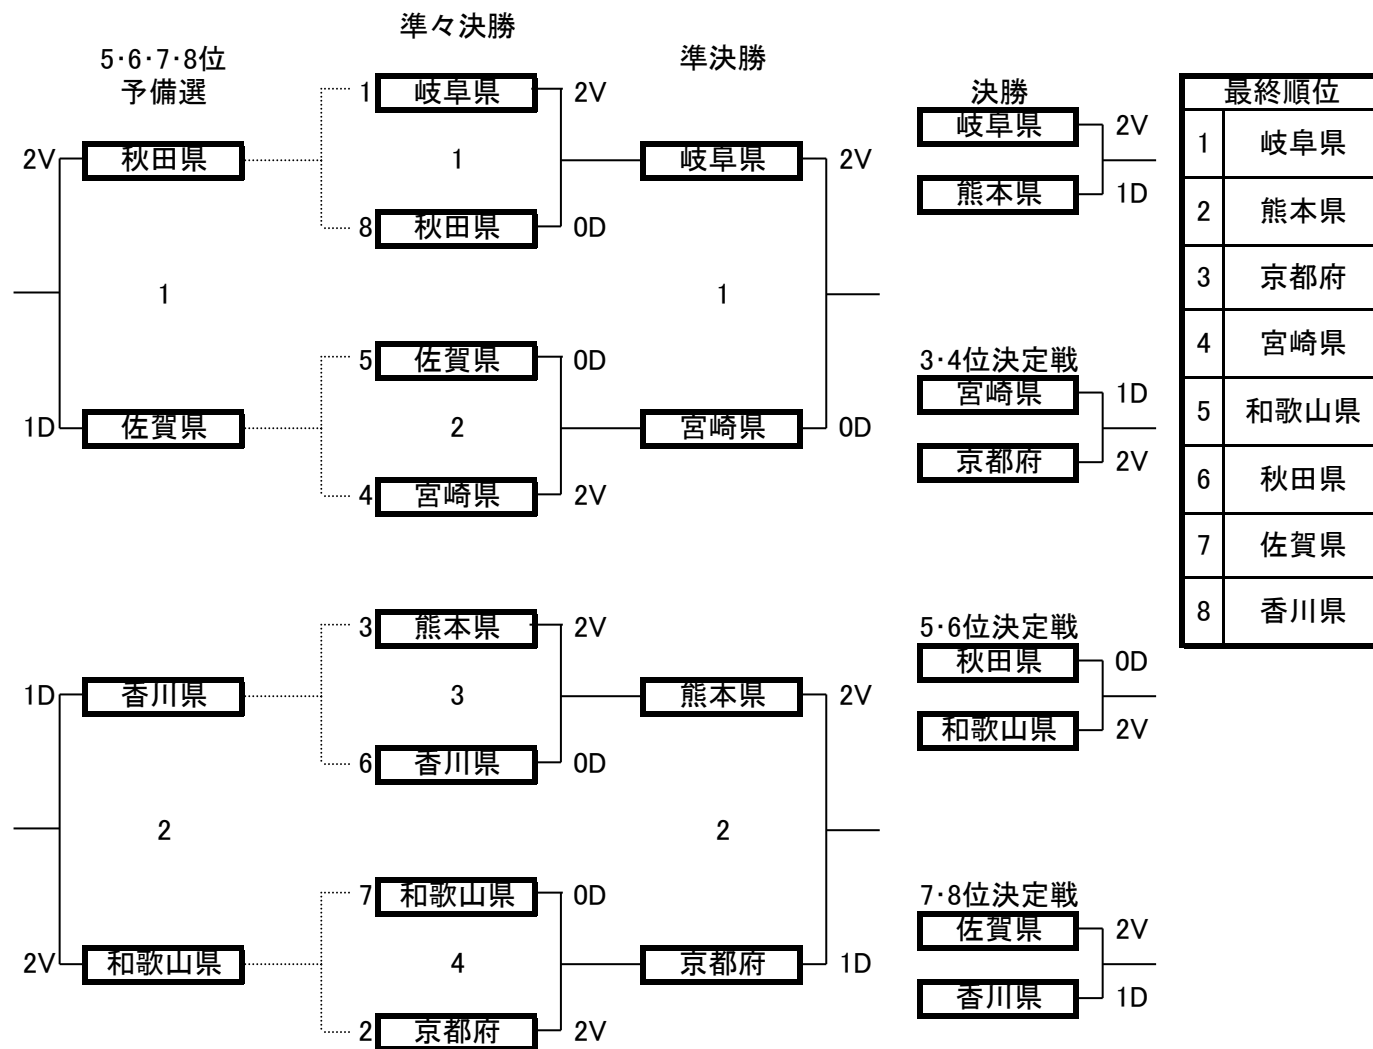 準々決勝
5・6・7・8位
予備選
準決勝
決勝
最終順位
1 岐阜県 2V
岐阜県 2V
2V 秋田県
1
岐阜県 2V
1 岐阜県
熊本県 1D
8 秋田県 0D
2 熊本県
1
1
3 京都府
5 佐賀県 0D
3・4位決定戦
4 宮崎県
宮崎県 1D
1D 佐賀県
2
宮崎県 0D
5 和歌山県
京都府 2V
4 宮崎県 2V
6 秋田県
7 佐賀県
3 熊本県 2V
5・6位決定戦
8 香川県
秋田県 0D
1D 香川県
3
熊本県 2V
和歌山県 2V
6 香川県 0D
2
2
7 和歌山県 0D
7・8位決定戦
佐賀県 2V
2V 和歌山県
4
京都府 1D
香川県 1D
2 京都府 2V